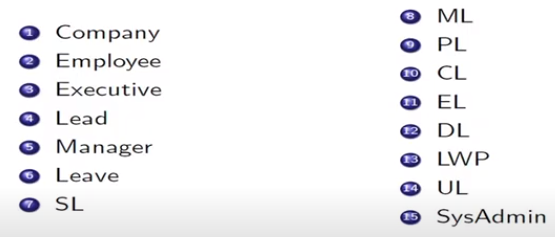 1 Company
2 Employee
3 Executive
4 Lead
5 Manager
6 Leave
7 SL
8 ML
9 PL
10 CL
11 EL
12 DL
13 LWP
14 UL
15 SysAdmin